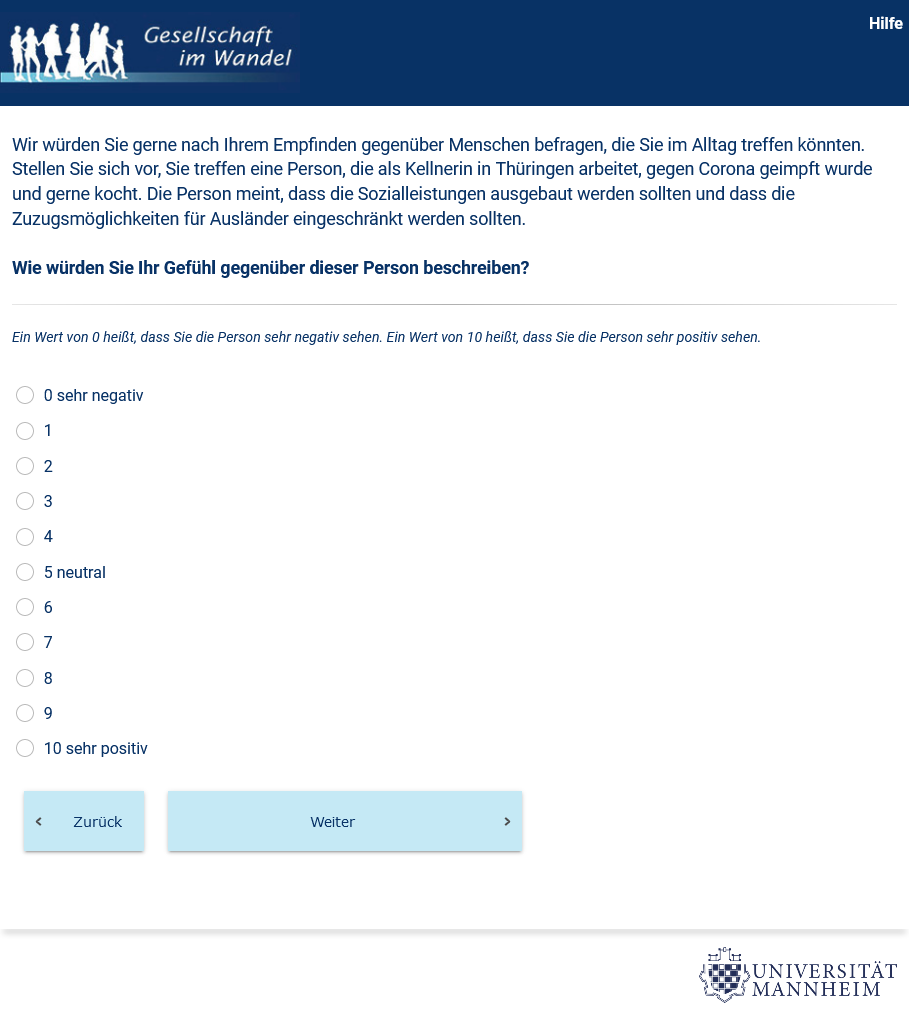 Gesellschaft
im Wandel
Hilfe
Wir würden Sie gerne nach Ihrem Empfinden gegenüber Menschen befragen, die Sie im Alltag treffen könnten.
Stellen Sie sich vor, Sie treffen eine Person, die als Kellnerin in Thüringen arbeitet, gegen Corona geimpft wurde
und gerne kocht. Die Person meint, dass die Sozialleistungen ausgebaut werden sollten und dass die
Zuzugsmöglichkeiten für Ausländer eingeschränkt werden sollten.
Wie würden Sie Ihr Gefühl gegenüber dieser Person beschreiben?
Ein Wert von 0 heißt, dass Sie die Person sehr negativ sehen. Ein Wert von 10 heißt, dass Sie die Person sehr positiv sehen.
0 sehr negativ
1
2
3
4
5 neutral
6
7
8
9
10 sehr positiv
Zurück
Weiter
UNIVERSITÄT
MANNHEIM